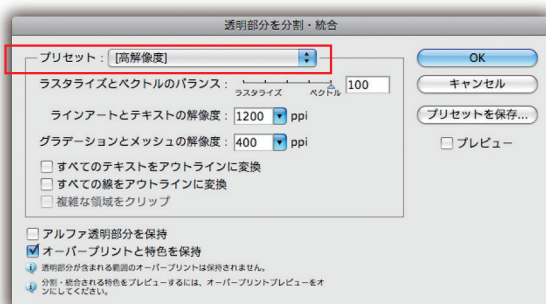 透明部分を分割・統合
プリセット： [高解像度]
OK
ラスタライズとベクトルのバランス： 100
ラスタライズ ベクトル
キャンセル
ラインアートとテキストの解像度： 1200 ppi
プリセットを保存...
グラデーションとメッシュの解像度： 400 ppi
プレビュー
すべてのテキストをアウトラインに変換
すべての線をアウトラインに変換
複雑な領域をクリップ
アルファ透明部分を保持
オーバープリントと特色を保持
透明部分が含まれる範囲のオーバープリントは保持されません。
分割・統合される特色をプレビューするには、オーバープリントプレビューをオ
ンにしてください。